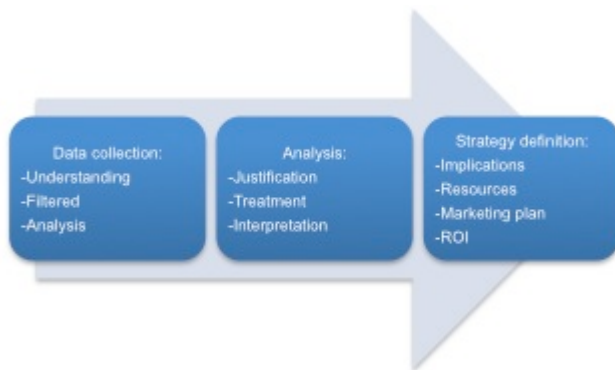 Data collection:
-Understanding
-Filtered
-Analysis
Analysis:
-Justification
-Treatment
-Interpretation
Strategy definition:
-Implications
-Resources
-Marketing plan
-ROI